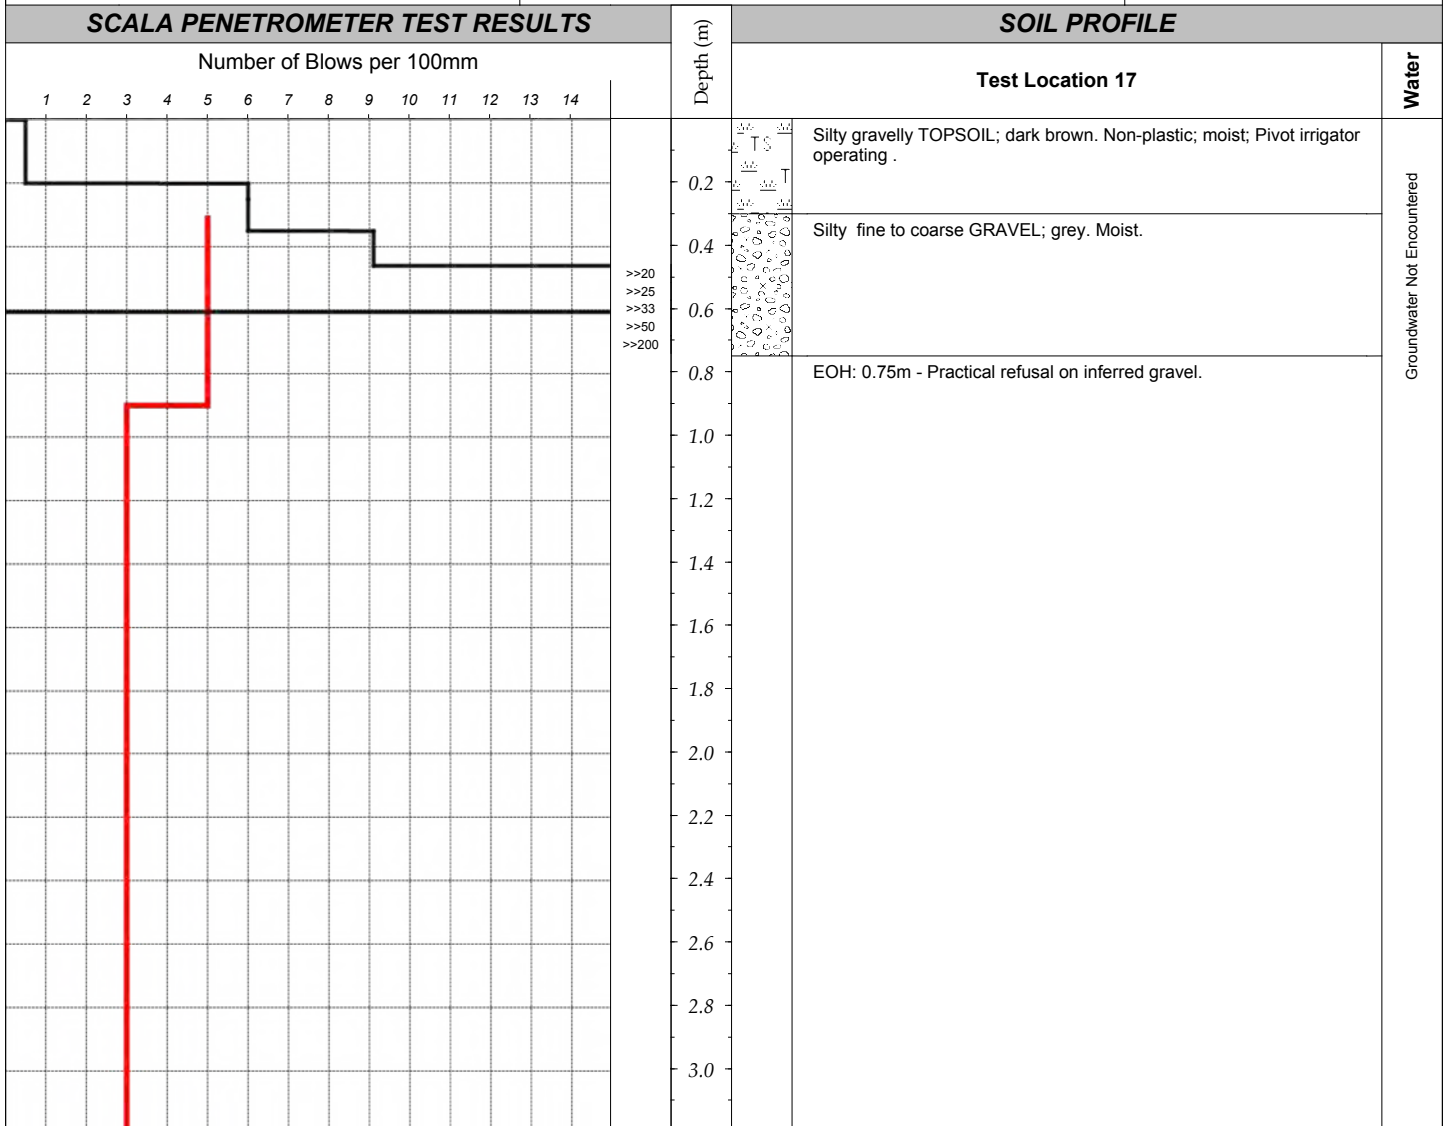 SCALA PENETROMETER TEST RESULTS
Number of Blows per 100mm
1 2 3 4 5 6 7 8 9 10 11 12 13 14
>>20
>>25
>>33
>>50
>>200
Depth (m)
0.2
0.4
0.6
0.8
1.0
1.2
1.4
1.6
1.8
2.0
2.2
2.4
2.6
2.8
3.0
SOIL PROFILE
Test Location 17
Water
T S
T
Silty gravelly TOPSOIL; dark brown. Non-plastic; moist; Pivot irrigator
operating .
Silty fine to coarse GRAVEL; grey. Moist.
EOH: 0.75m - Practical refusal on inferred gravel.
Groundwater Not Encountered